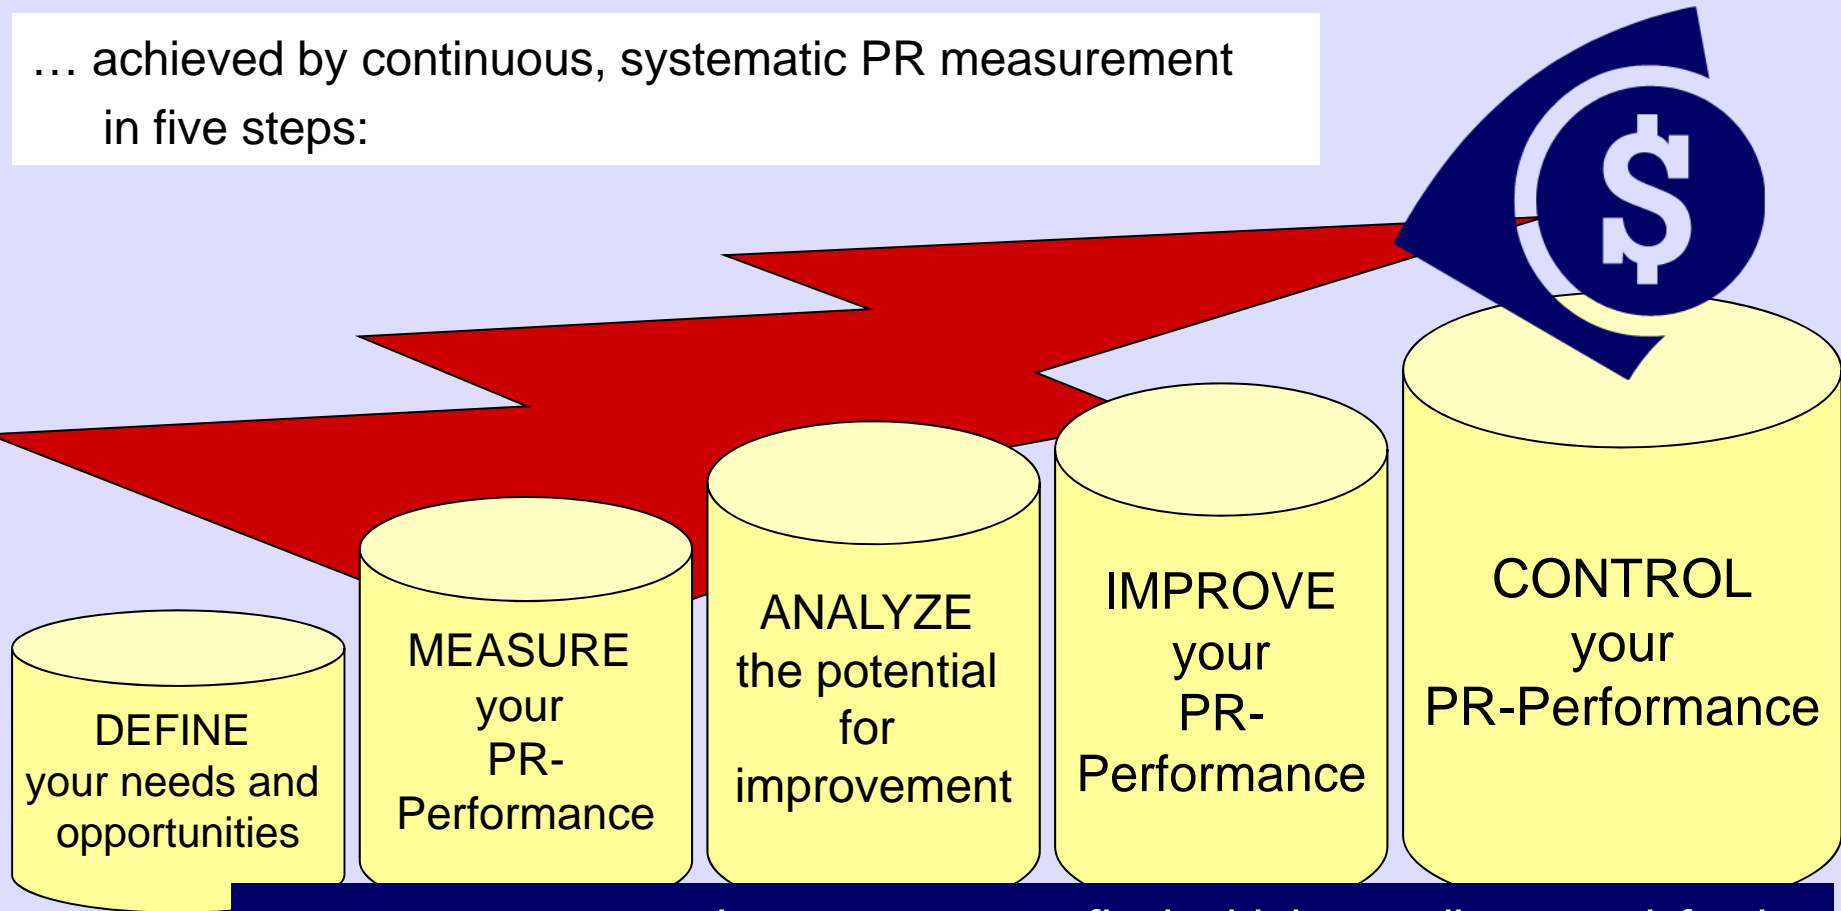 … achieved by continuous, systematic PR measurement
in five steps:
$
DEFINE
your needs and
opportunities
MEASURE
your
PR-
Performance
ANALYZE
the potential
for
improvement
IMPROVE
your
PR-
Performance
CONTROL
your
PR-Performance